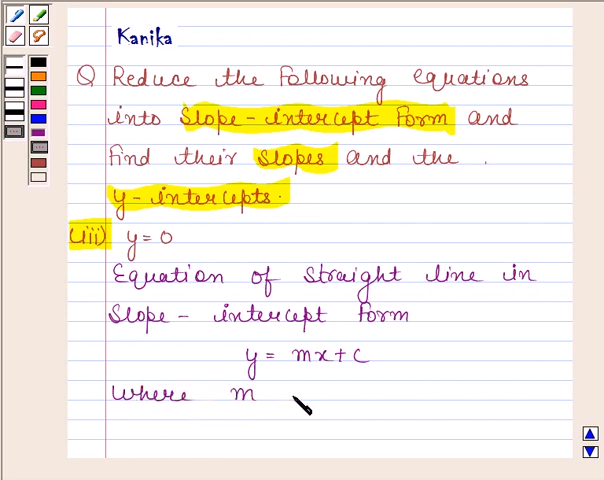 Kanika
Q Reduce the following equations
into slope-intercept form and
find their slopes and the .
y-intercepts.
(iii) y=0
Equation of straight line in
slope- intercept form
y= mx+c
where m